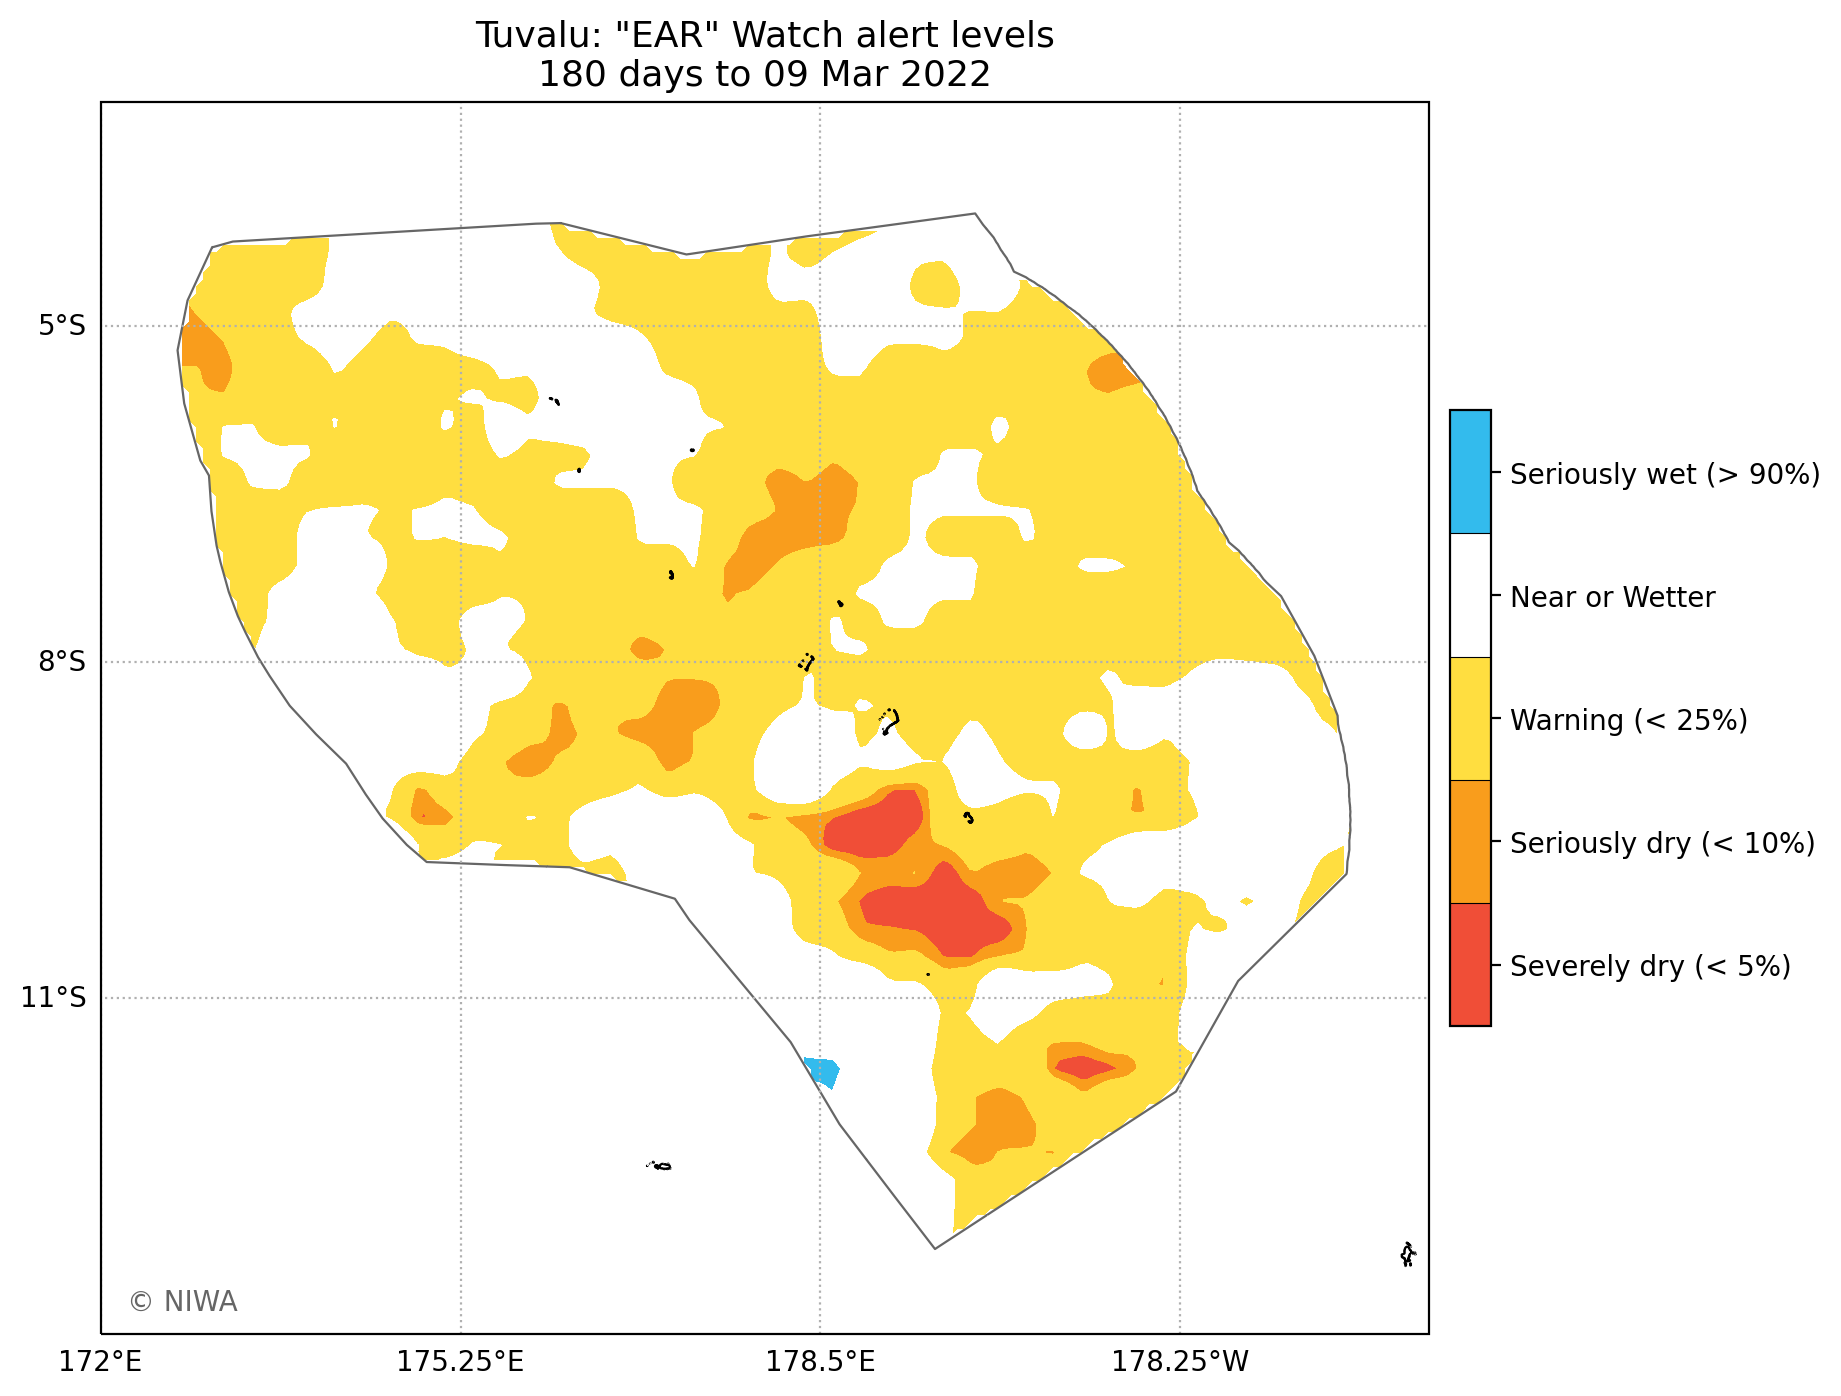 Tuvalu: "EAR" Watch alert levels
180 days to 09 Mar 2022
5°S
8°S
11°S
172°E
175.25°E
178.5°E
178.25°W
© NIWA
Seriously wet (> 90%)
Near or Wetter
Warning (< 25%)
Seriously dry (< 10%)
Severely dry (< 5%)